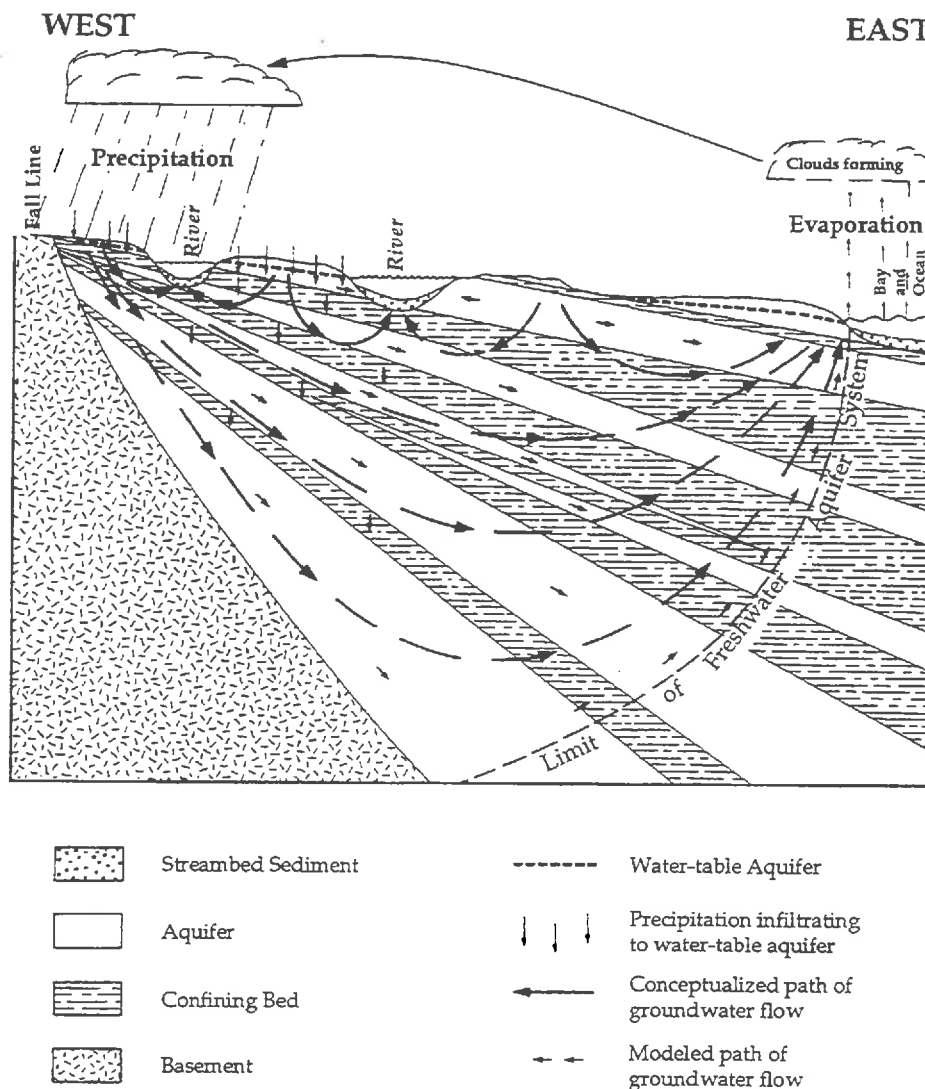 WEST
EAST
Precipitation
Clouds forming
Evaporation
Fall Line
River
River
Bay
and
Ocean
Limit of Freshwater Aquifer System
Streambed Sediment
Aquifer
Confining Bed
Basement
Water-table Aquifer
Precipitation infiltrating
to water-table aquifer
Conceptualized path of
groundwater flow
Modeled path of
groundwater flow